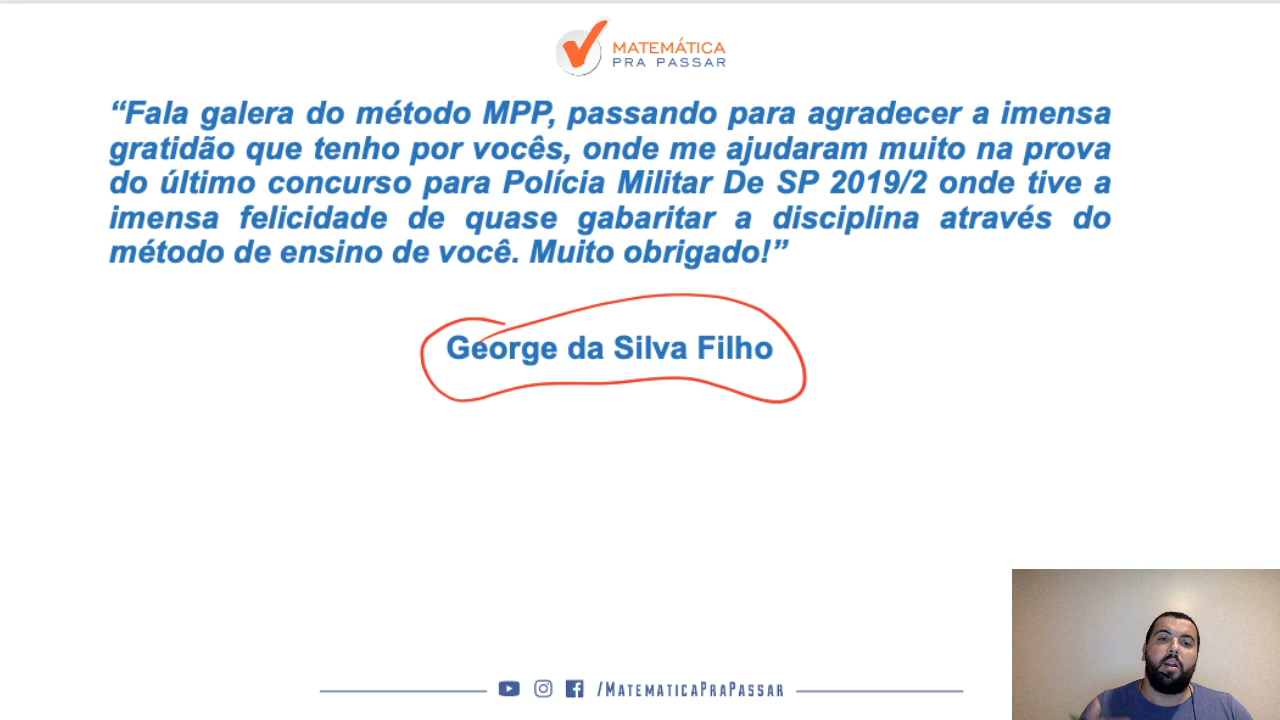 MATEMÁTICA
PRA PASSAR
“Fala galera do método MPP, passando para agradecer a imensa
gratidão que tenho por vocês, onde me ajudaram muito na prova
do último concurso para Polícia Militar De SP 2019/2 onde tive a
imensa felicidade de quase gabaritar a disciplina através do
método de ensino de você. Muito obrigado!”
George da Silva Filho
/MATEMATICAPRAPASSAR